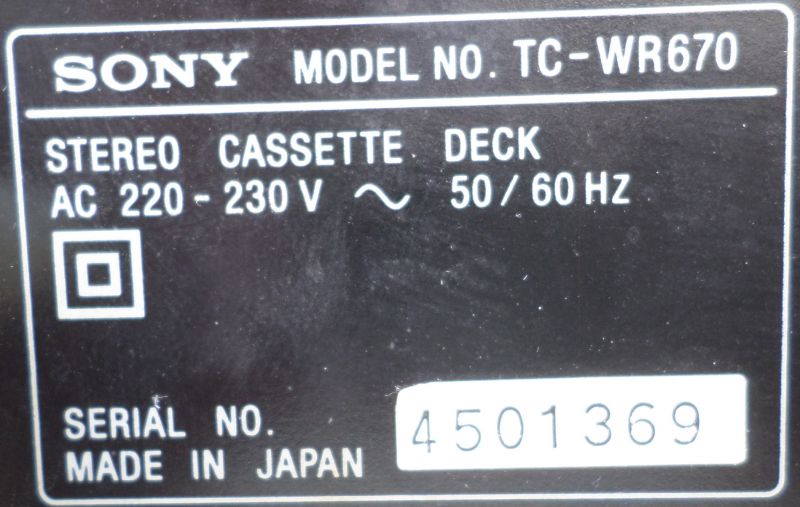 SONY MODEL NO. TC-WR670
STEREO CASSETTE DECK
AC 220-230 V ~ 50/60 HZ
SERIAL NO. 4501369
MADE IN JAPAN